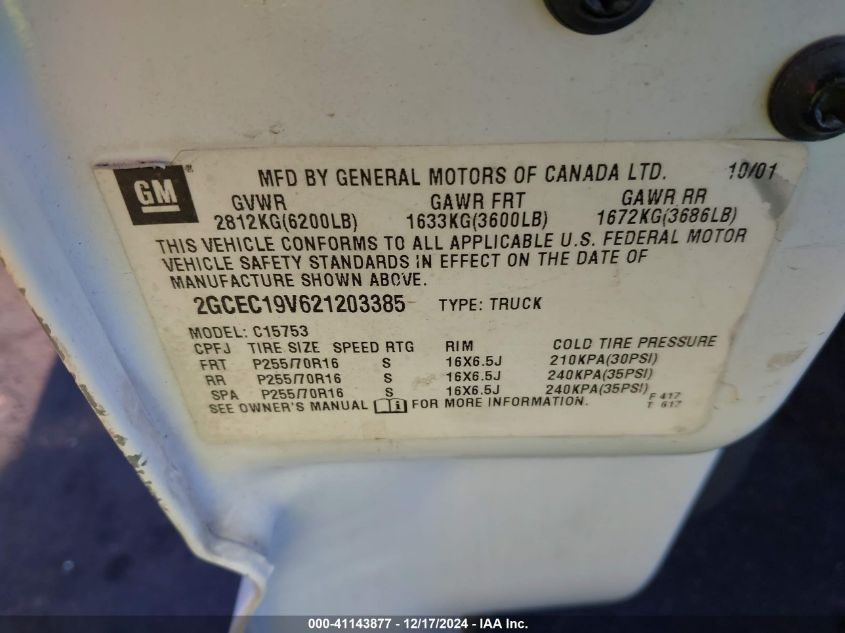 GM ® MFD BY GENERAL MOTORS OF CANADA LTD. 10/01
GVWR GAWR FRT GAWR RR
2812KG(6200LB) 1633KG(3600LB) 1672KG(3686LB)
THIS VEHICLE CONFORMS TO ALL APPLICABLE U.S. FEDERAL MOTOR
VEHICLE SAFETY STANDARDS IN EFFECT ON THE DATE OF
MANUFACTURE SHOWN ABOVE.
2GCEC19V621203385 TYPE: TRUCK
MODEL: C15753
CPFJ TIRE SIZE SPEED RTG RIM COLD TIRE PRESSURE
FRT P255/70R16 S 16X6.5J 210KPA(30PSI)
RR P255/70R16 S 16X6.5J 240KPA(35PSI)
SPA P255/70R16 S 16X6.5J 240KPA(35PSI)
F 417
SEE OWNER'S MANUAL FOR MORE INFORMATION. T 617
000-41143877 - 12/17/2024 - IAA Inc.